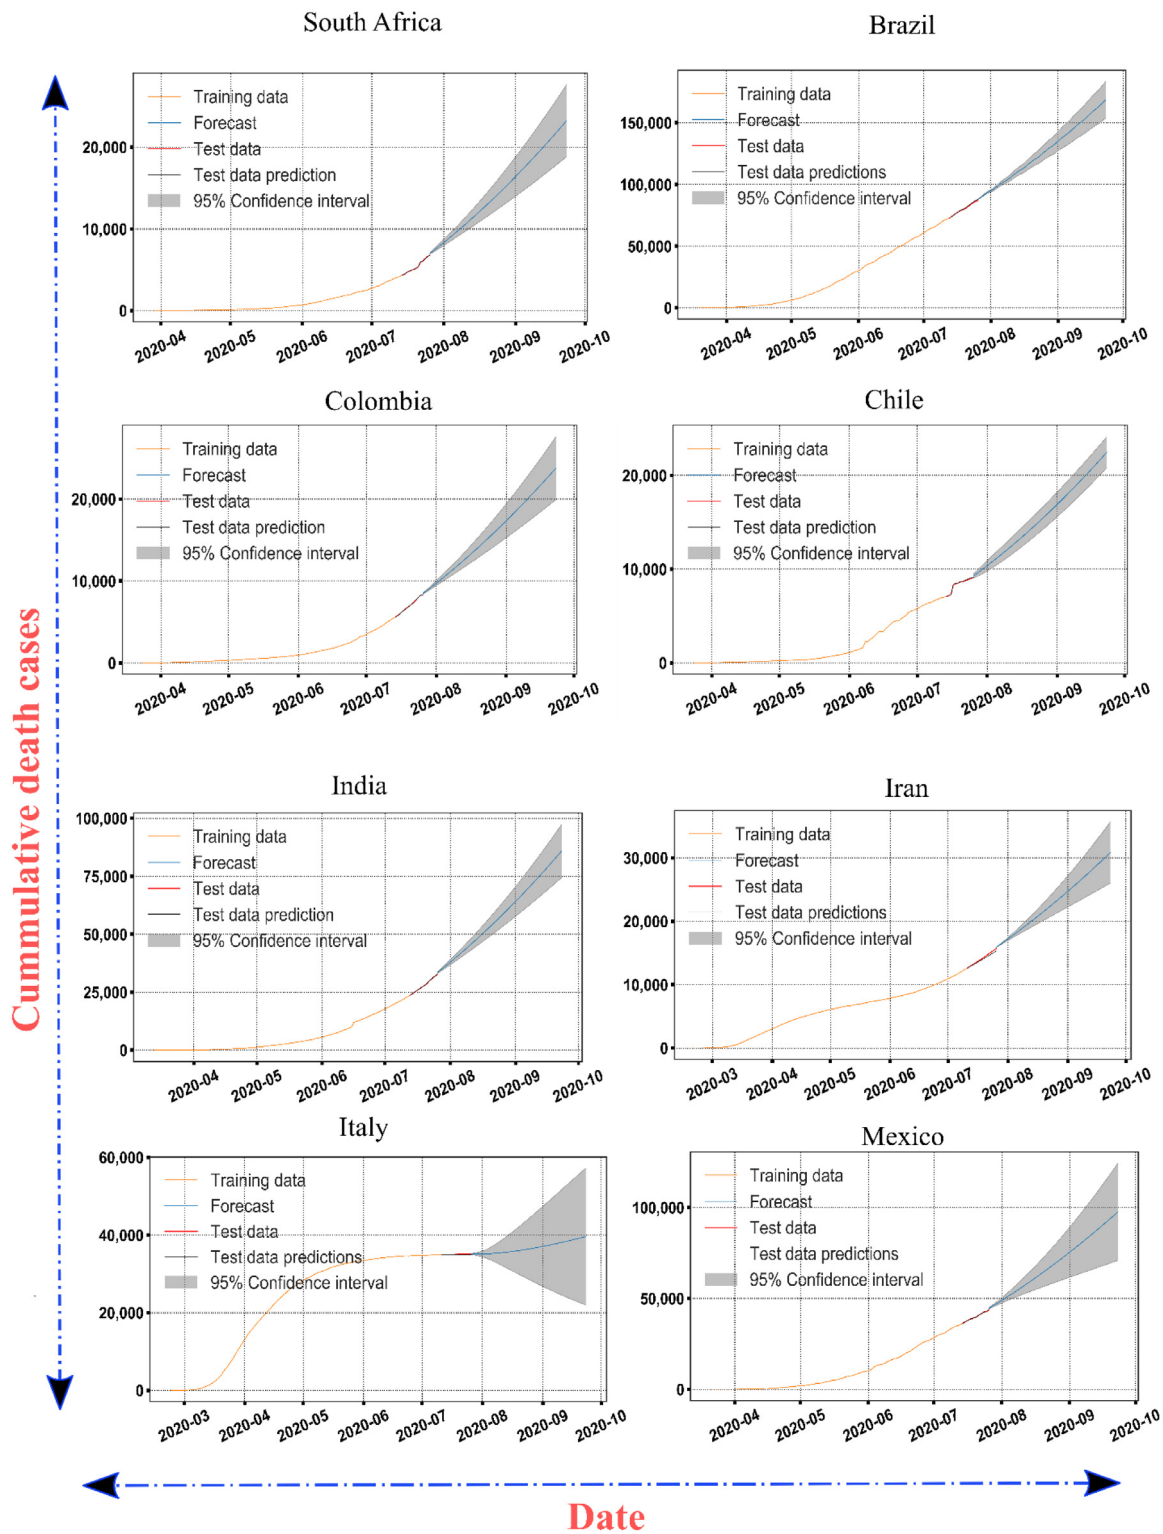 South Africa
Training data
Forecast
Test data
Test data prediction
95% Confidence interval
20,000
10,000
0
2020-04
2020-05
2020-06
2020-07
2020-08
2020-09
2020-10
Brazil
Training data
Forecast
Test data
Test data predictions
95% Confidence interval
150,000
100,000
50,000
0
2020-04
2020-05
2020-06
2020-07
2020-08
2020-09
2020-10
Colombia
Training data
Forecast
Test data
Test data prediction
95% Confidence interval
20,000
10,000
0
2020-04
2020-05
2020-06
2020-07
2020-08
2020-09
2020-10
Chile
Training data
Forecast
Test data
Test data prediction
95% Confidence interval
20,000
10,000
0
2020-04
2020-05
2020-06
2020-07
2020-08
2020-09
2020-10
Cummulative death cases
India
Training data
Forecast
Test data
Test data prediction
95% Confidence interval
100,000
75,000
50,000
25,000
0
2020-04
2020-05
2020-06
2020-07
2020-08
2020-09
2020-10
Iran
Training data
Forecast
Test data
Test data predictions
95% Confidence interval
30,000
20,000
10,000
0
2020-03
2020-04
2020-05
2020-06
2020-07
2020-08
2020-09
2020-10
Italy
Training data
Forecast
Test data
Test data predictions
95% Confidence interval
60,000
40,000
20,000
0
2020-03
2020-04
2020-05
2020-06
2020-07
2020-08
2020-09
2020-10
Mexico
Training data
Forecast
Test data
Test data predictions
95% Confidence interval
100,000
50,000
0
2020-04
2020-05
2020-06
2020-07
2020-08
2020-09
2020-10
Date